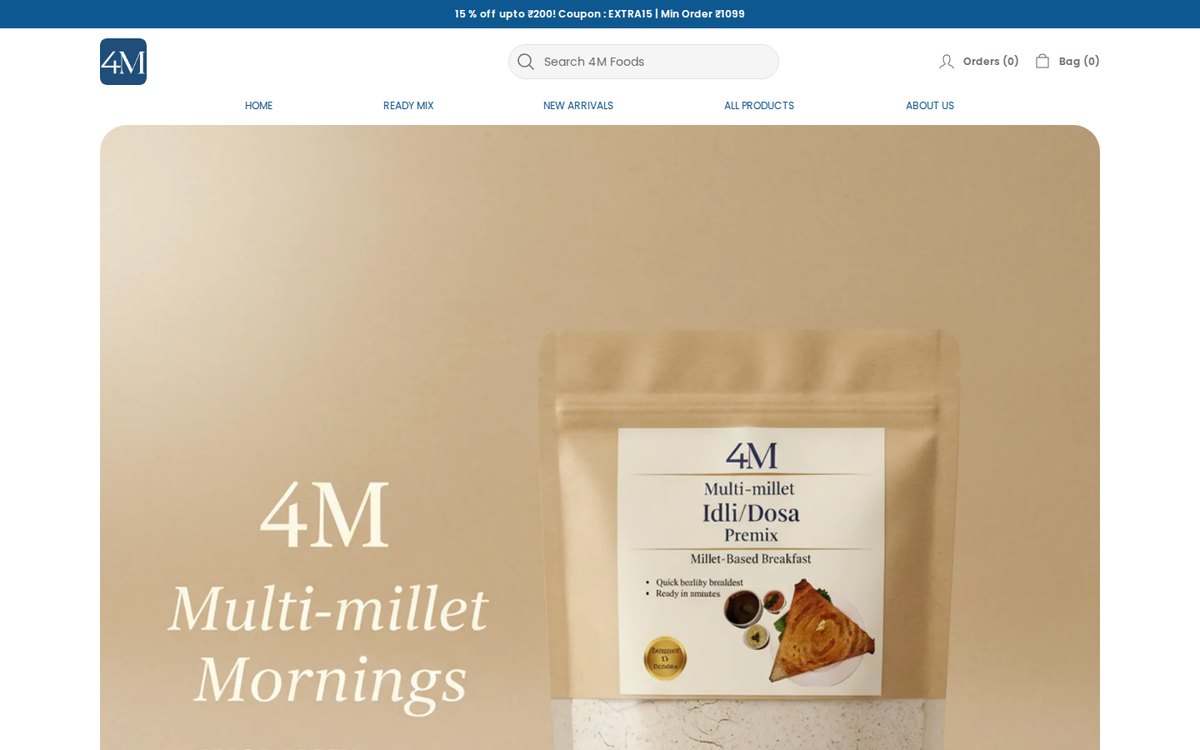 15 % off upto ₹200! Coupon : EXTRA15 | Min Order ₹1099
4M
Search 4M Foods
Orders (0)
Bag (0)
HOME
READY MIX
NEW ARRIVALS
ALL PRODUCTS
ABOUT US
4M
Multi-millet
Mornings
4M
Multi-millet
Idli/Dosa
Premix
Millet-Based Breakfast
Quick
Ready in